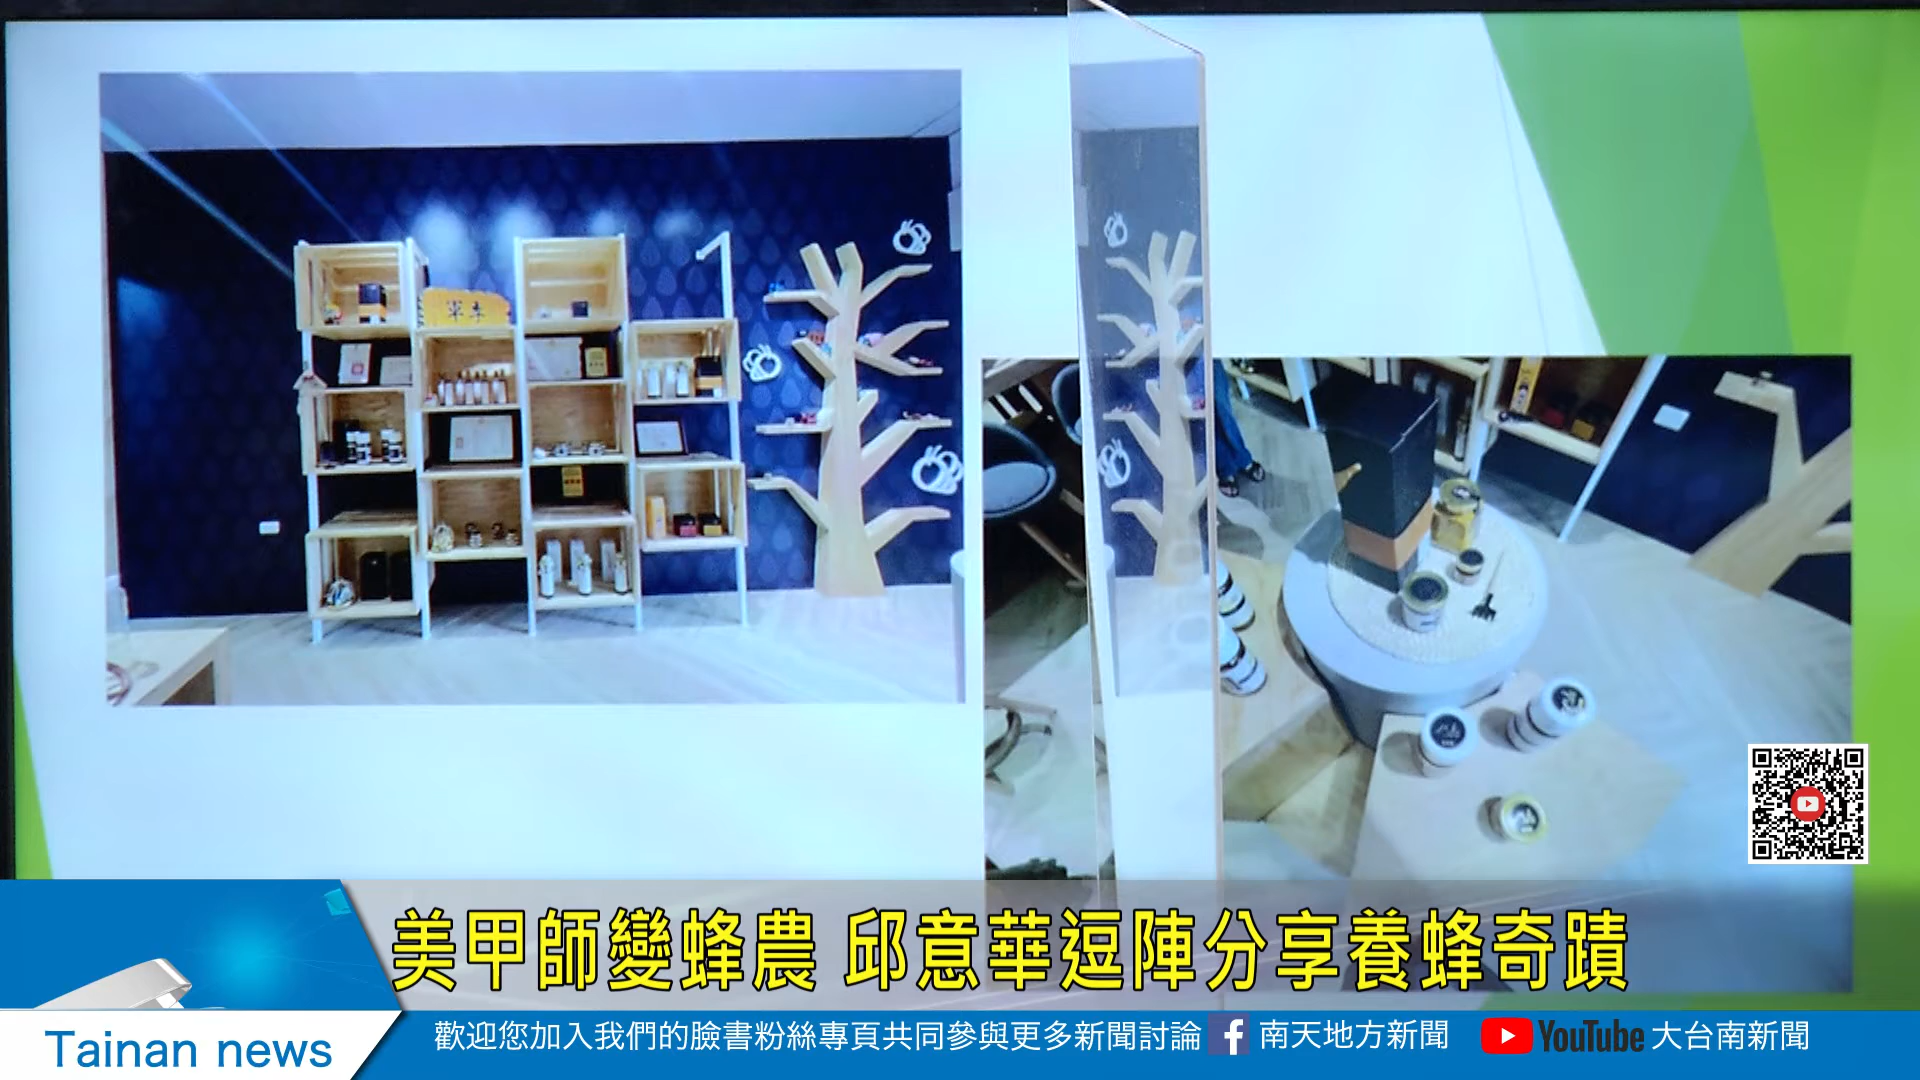 美甲師變蜂農 邱意華逗陣分享養蜂奇蹟
Tainan news
歡迎您加入我們的臉書粉絲專頁共同參與更多新聞討論 南天地方新聞 YouTube 大台南新聞